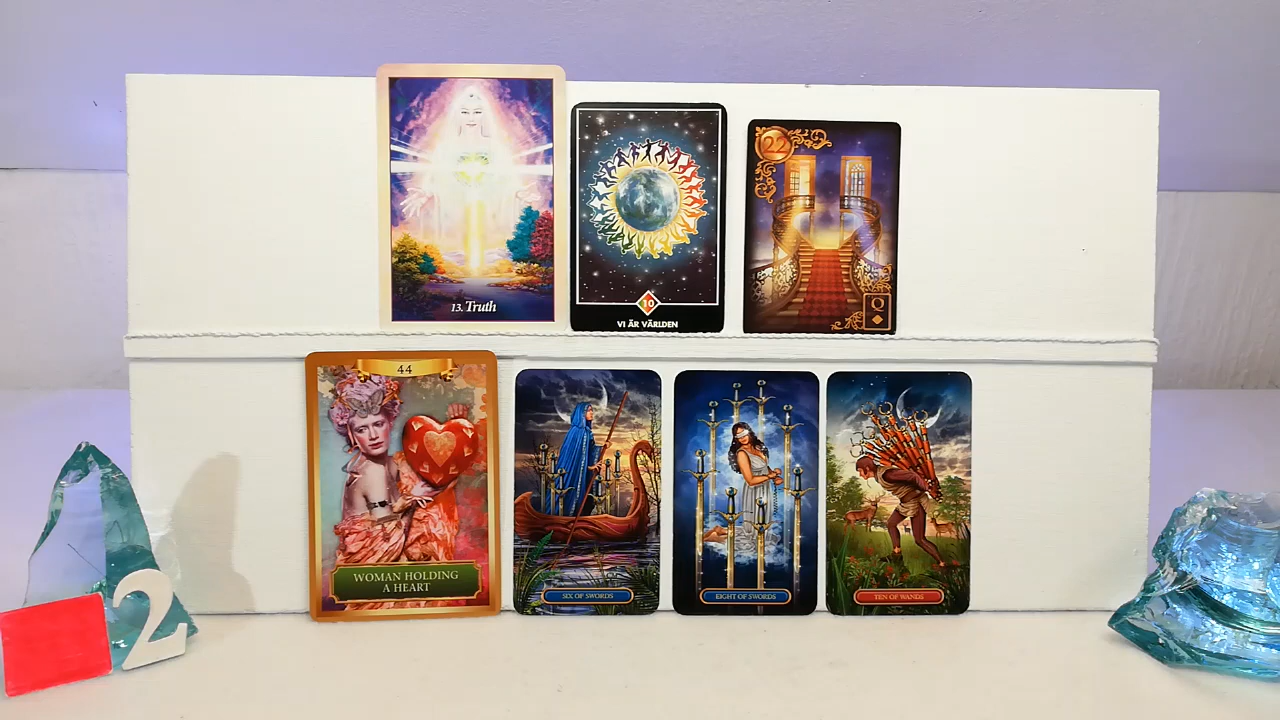 13. Truth
10
VI ÄR VÄRLDEN
22
Q
44
WOMAN HOLDING
A HEART
SIX OF SWORDS
EIGHT OF SWORDS
TEN OF WANDS
2